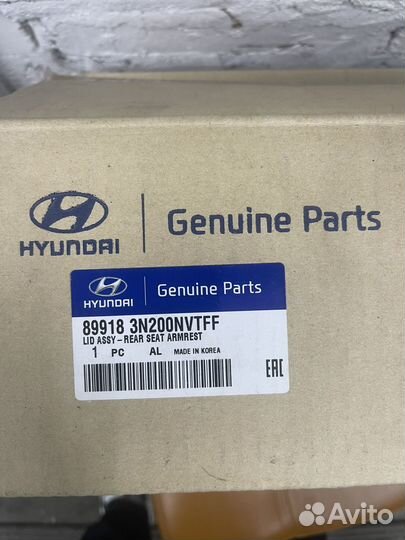 HYUNDAI
Genuine Parts
HYUNDAI
Genuine Parts
89918 3N200NVTFF
LID ASSY-REAR SEAT ARMREST
1 PC AL MADE IN KOREA
EAC
Avito